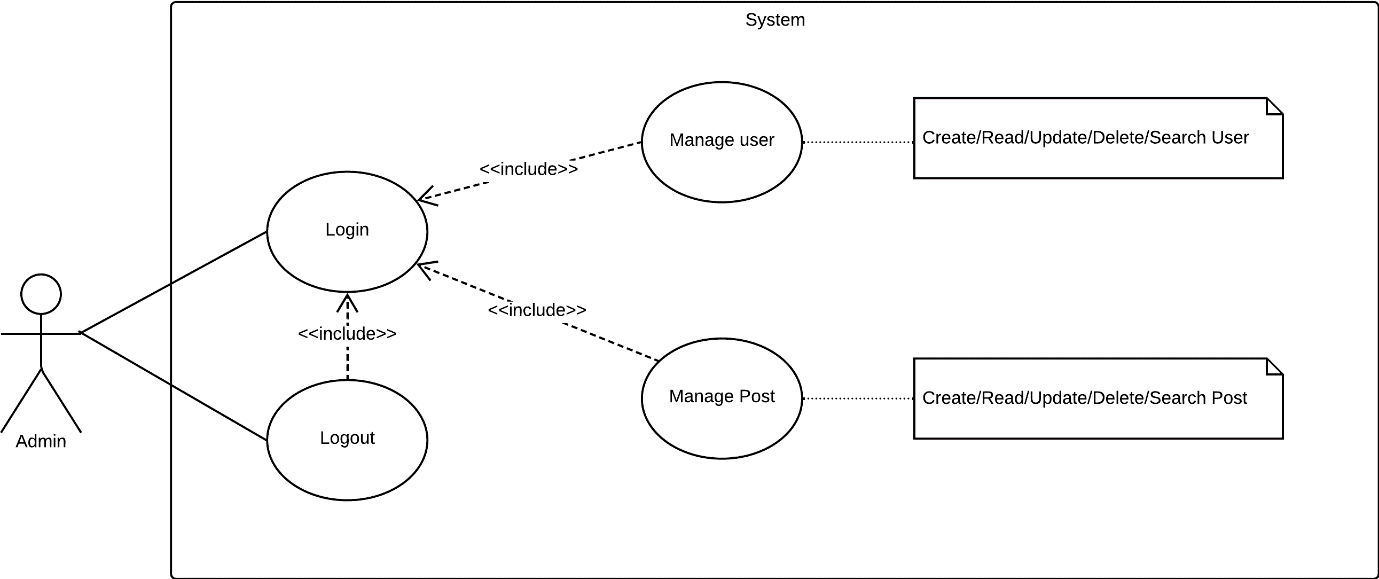 System
Manage user
Create/Read/Update/Delete/Search User
<<include>>
Login
<<include>>
<<include>>
Manage Post
Create/Read/Update/Delete/Search Post
Logout
Admin